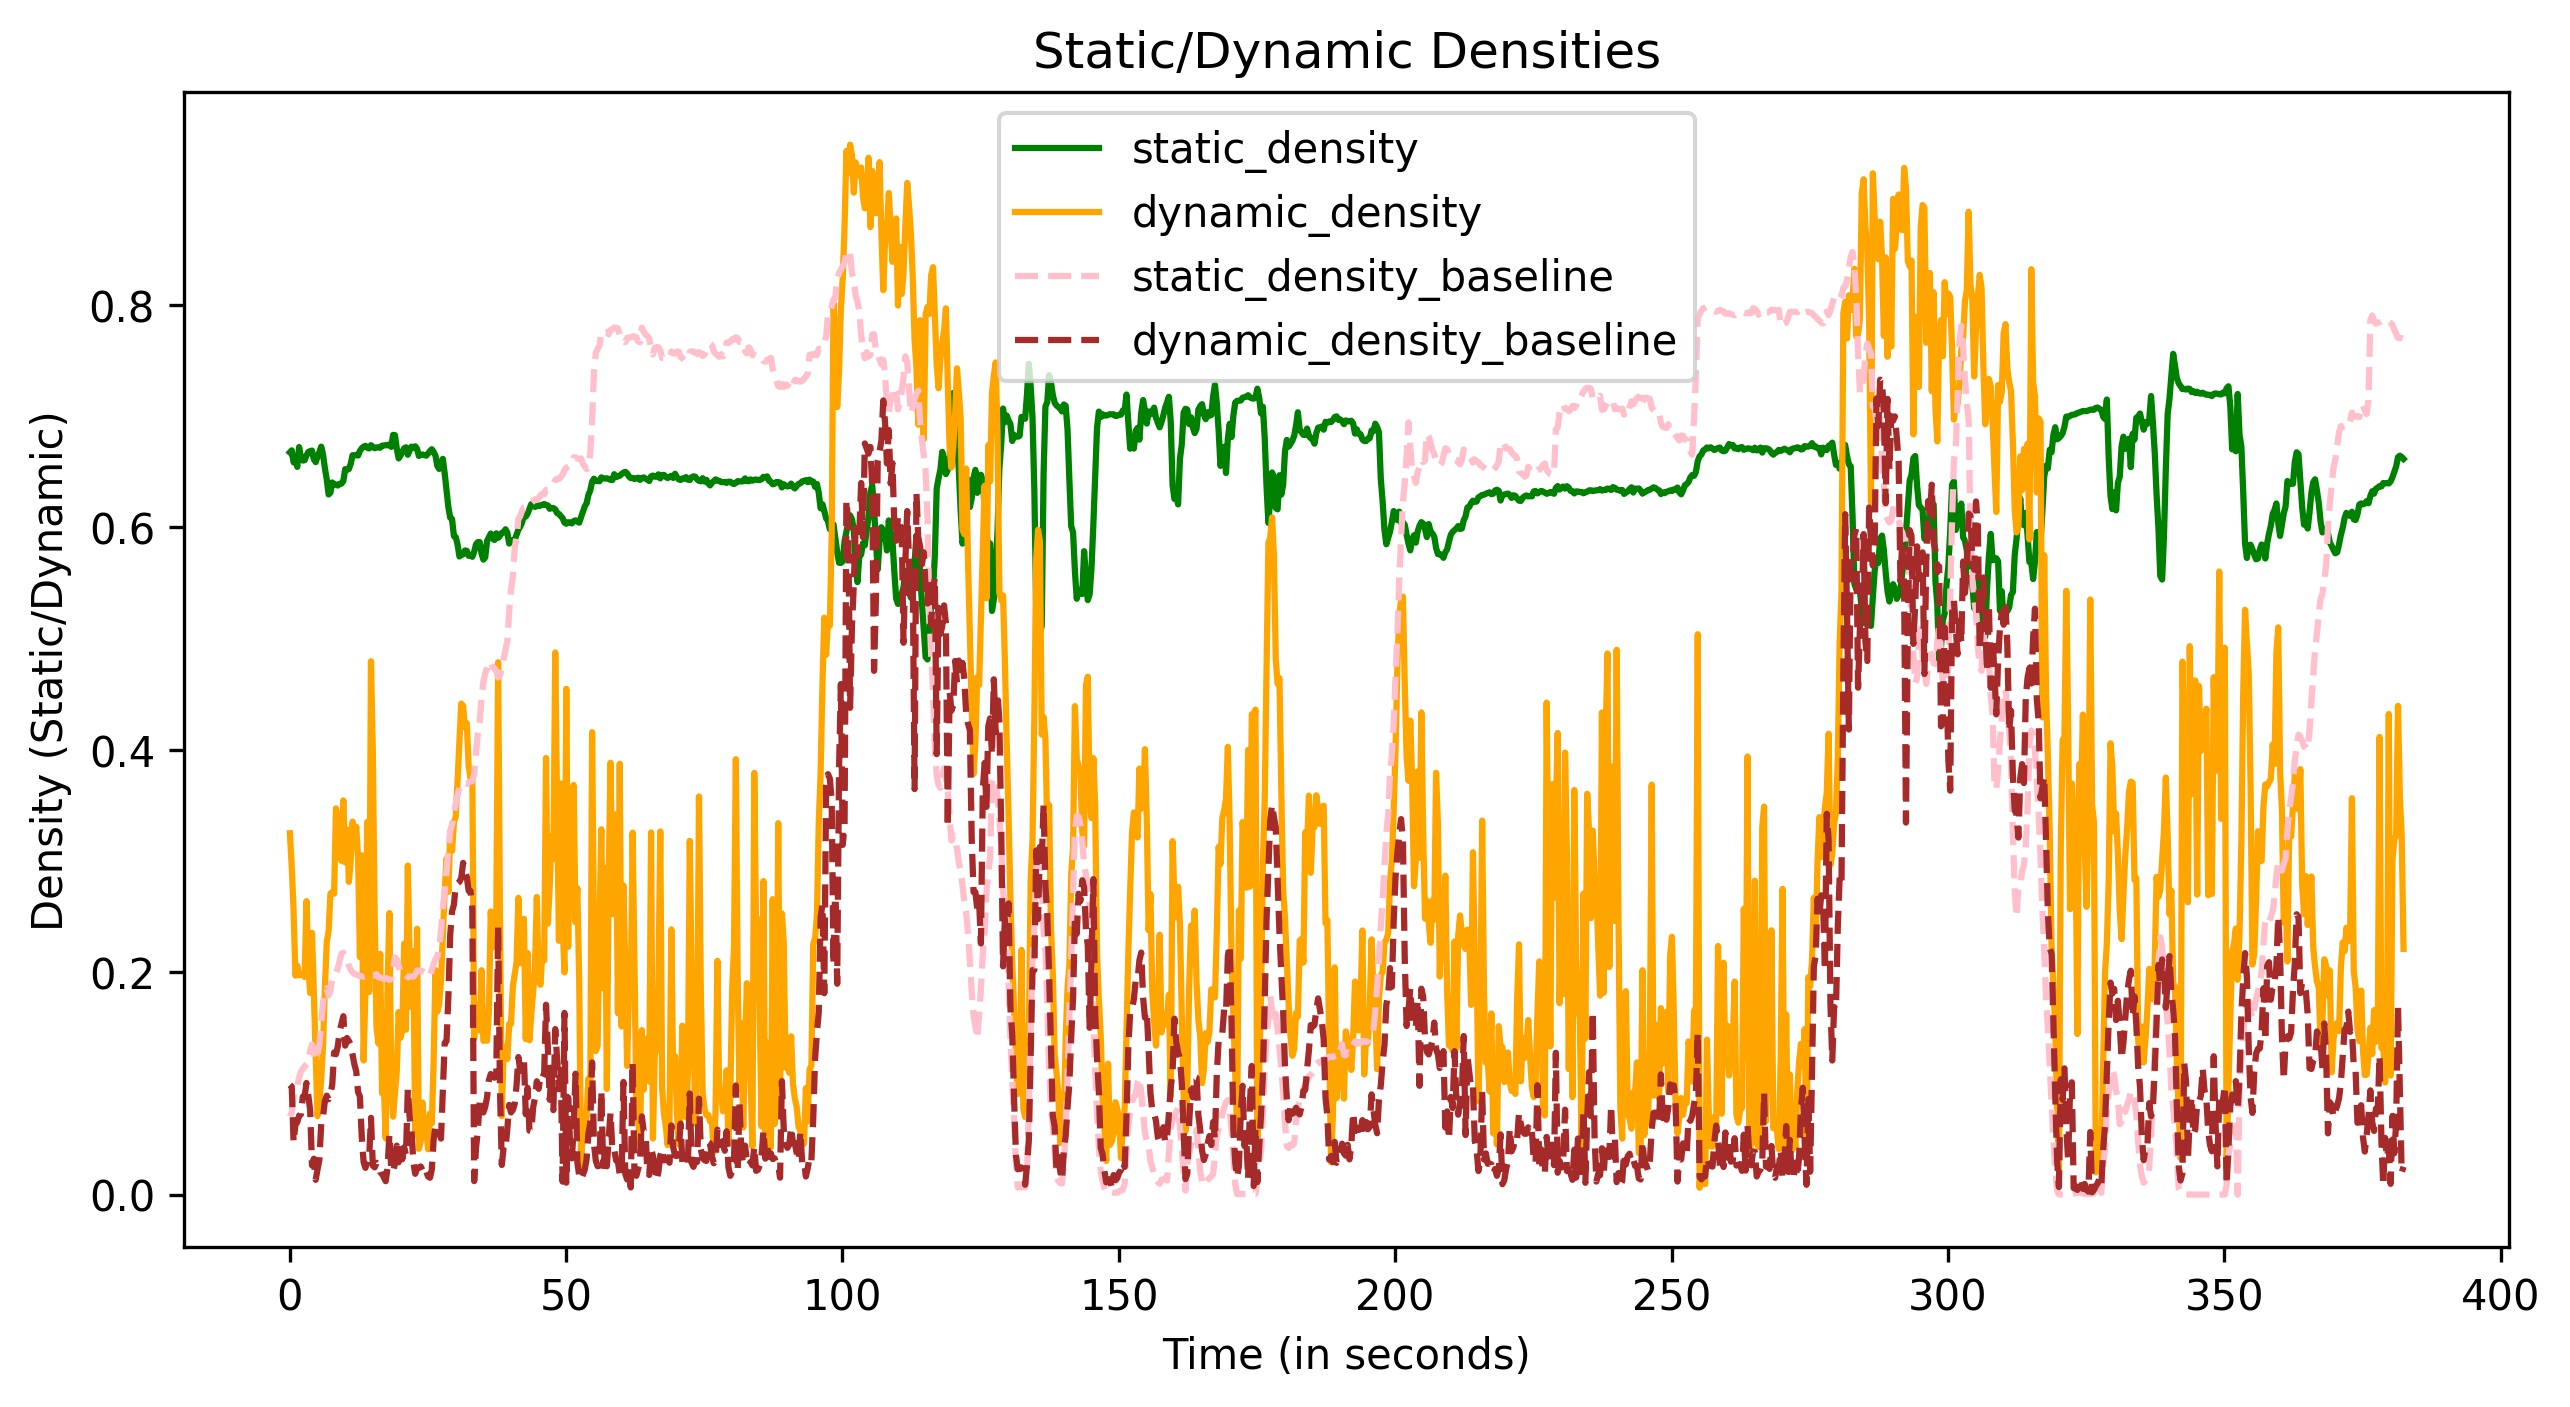 Static/Dynamic Densities
static_density
dynamic_density
static_density_baseline
dynamic_density_baseline
Density (Static/Dynamic)
0.8
0.6
0.4
0.2
0.0
0 50 100 150 200 250 300 350 400
Time (in seconds)